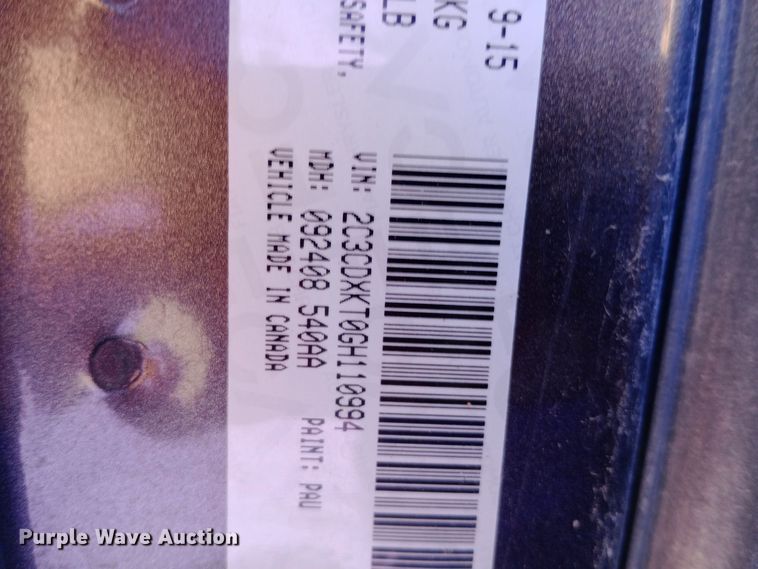 9-15
KG
LB
SAFETY,
VIN: 2C3CDXKT0GH110994
MDH: 092408 540AA PAINT: PAU
VEHICLE MADE IN CANADA
Purple Wave Auction